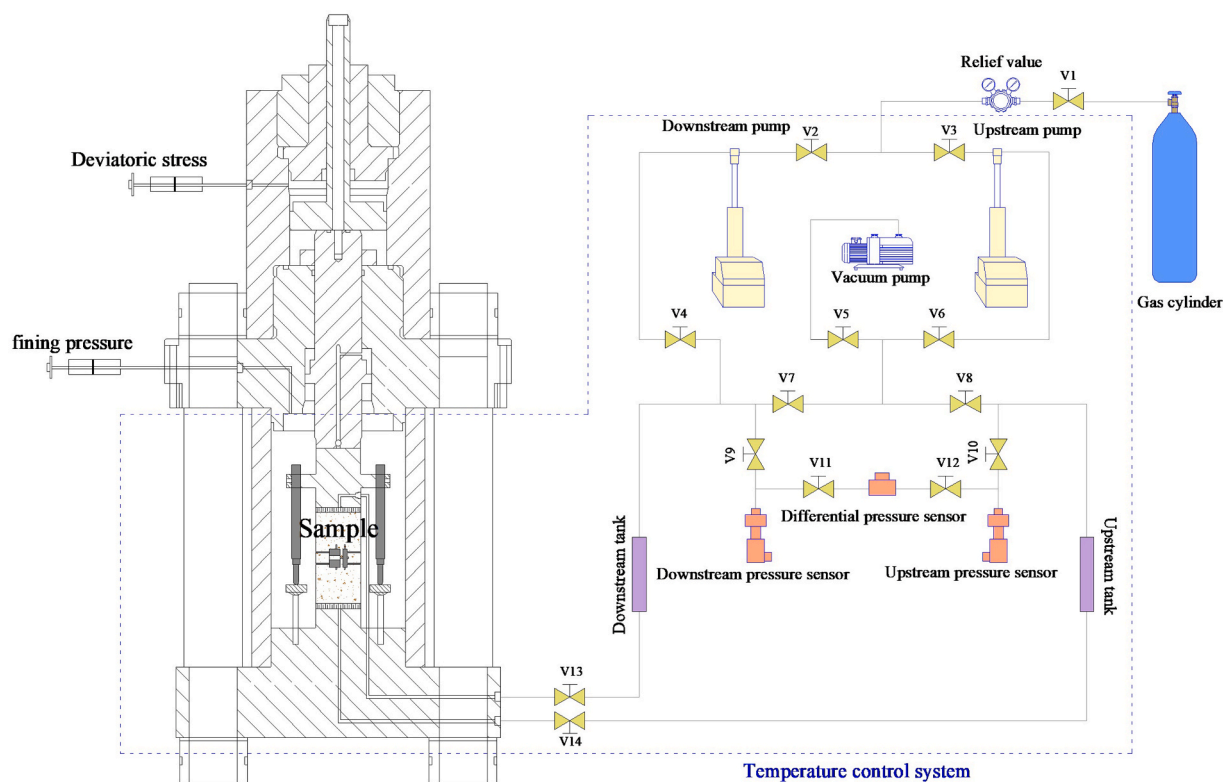 Relief value
V1
Downstream pump
V2
V3
Upstream pump
Deviatoric stress
Vacuum pump
Gas cylinder
V4
V5
V6
fining pressure
V7
V8
V9
V10
V11
V12
Sample
Differential pressure sensor
Downstream tank
Downstream pressure sensor
Upstream pressure sensor
Upstream tank
V13
V14
Temperature control system